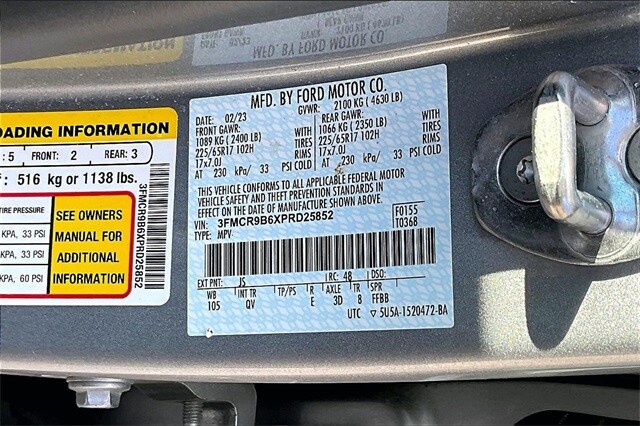 MFD. BY FORD MOTOR CO.
LOADING INFORMATION
: 5 FRONT: 2 REAR: 3
: 516 kg or 1138 lbs.
TIRE PRESSURE
KPA, 33 PSI
KPA, 33 PSI
KPA, 60 PSI
SEE OWNERS
MANUAL FOR
ADDITIONAL
INFORMATION
3FMCR9B6XPRD25852
MFD. BY FORD MOTOR CO.
DATE: 02/23 GVWR: 2100 KG ( 4630 LB)
FRONT GAWR: REAR GAWR:
1089 KG ( 2400 LB) WITH 1066 KG ( 2350 LB) WITH
225/65R17 102H TIRES 225/65R17 102H TIRES
17x7.0J RIMS 17x7.0J RIMS
AT 230 kPa/ 33 PSI COLD AT 230 kPa/ 33 PSI COLD
THIS VEHICLE CONFORMS TO ALL APPLICABLE FEDERAL MOTOR
VEHICLE SAFETY AND THEFT PREVENTION STANDARDS IN EFFECT ON
THE DATE OF MANUFACTURE SHOWN ABOVE.
VIN: 3FMCR9B6XPRD25852 F0155
TYPE: MPV T0368
EXT PNT: JS RC: 48 DSO:
WB INT TR TP/PS R AXLE TR SPR
105 QV E 3D 8 FFBB
UTC 5U5A-1520472-BA